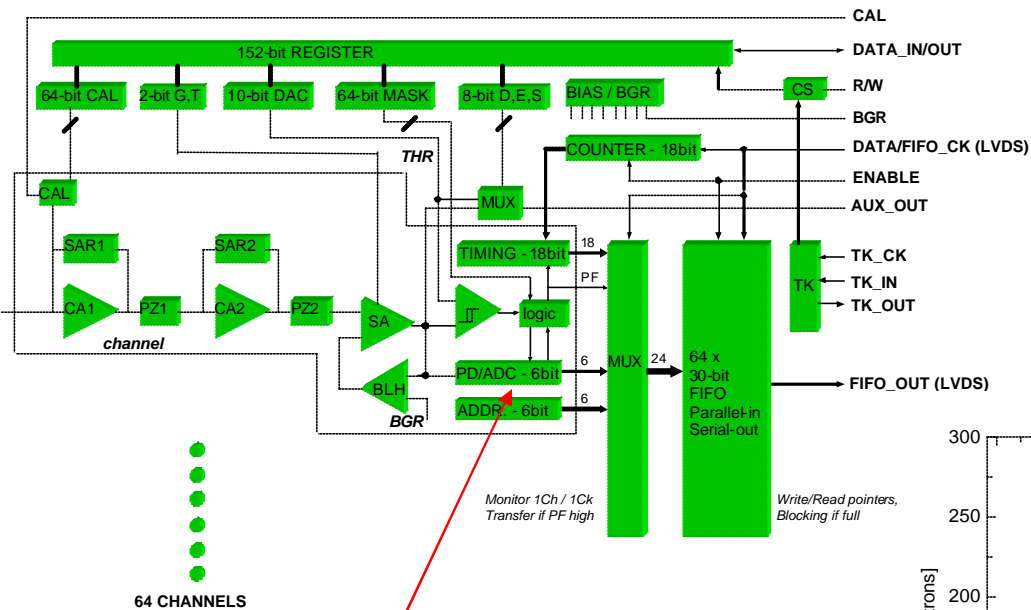 CAL
152-bit REGISTER
DATA_IN/OUT
64-bit CAL
2-bit G,T
10-bit DAC
64-bit MASK
8-bit D,E,S
BIAS / BGR
CS
R/W
BGR
THR
COUNTER - 18bit
DATA/FIFO_CK (LVDS)
ENABLE
CAL
MUX
AUX_OUT
SAR1
SAR2
TIMING - 18bit
18
TK_CK
TK
TK_IN
PF
TK_OUT
CA1
PZ1
CA2
PZ2
SA
logic
channel
PD/ADC - 6bit
6
MUX
24
64 x
30-bit
FIFO
Parallel-in
Serial-out
FIFO_OUT (LVDS)
BLH
ADDR. - 6bit
6
BGR
300
Monitor 1Ch / 1Ck
Transfer if PF high
Write/Read pointers,
Blocking if full
250
64 CHANNELS
200
rons]